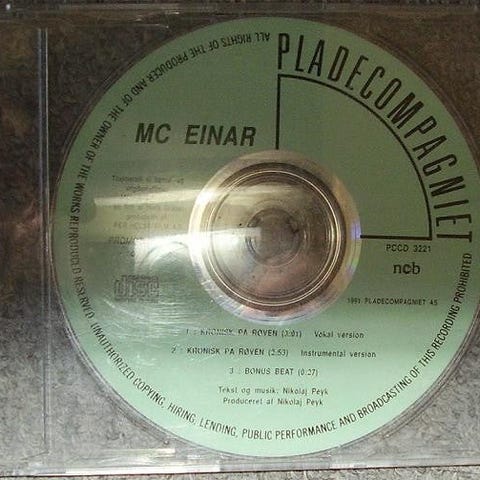 PLADECOMPAGNIET
MC EINAR
PCCD 3221
ncb
disc
1991 PLADECOMPAGNIET AS
1 : KRONISK PÅ RØVEN (3:01) Vokal version
2 : KRONISK PÅ RØVEN (2:53) Instrumental version
3 : BONUS BEAT (0:27)
Tekst og musik: Nikolaj Peyk
Produceret af Nikolaj Peyk
ALL RIGHTS OF THE PRODUCER AND OF THE OWNER OF THE WORKS REPRODUCED RESERVED. UNAUTHORIZED COPYING, HIRING, LENDING, PUBLIC PERFORMANCE AND BROADCASTING OF THIS RECORDING PROHIBITED